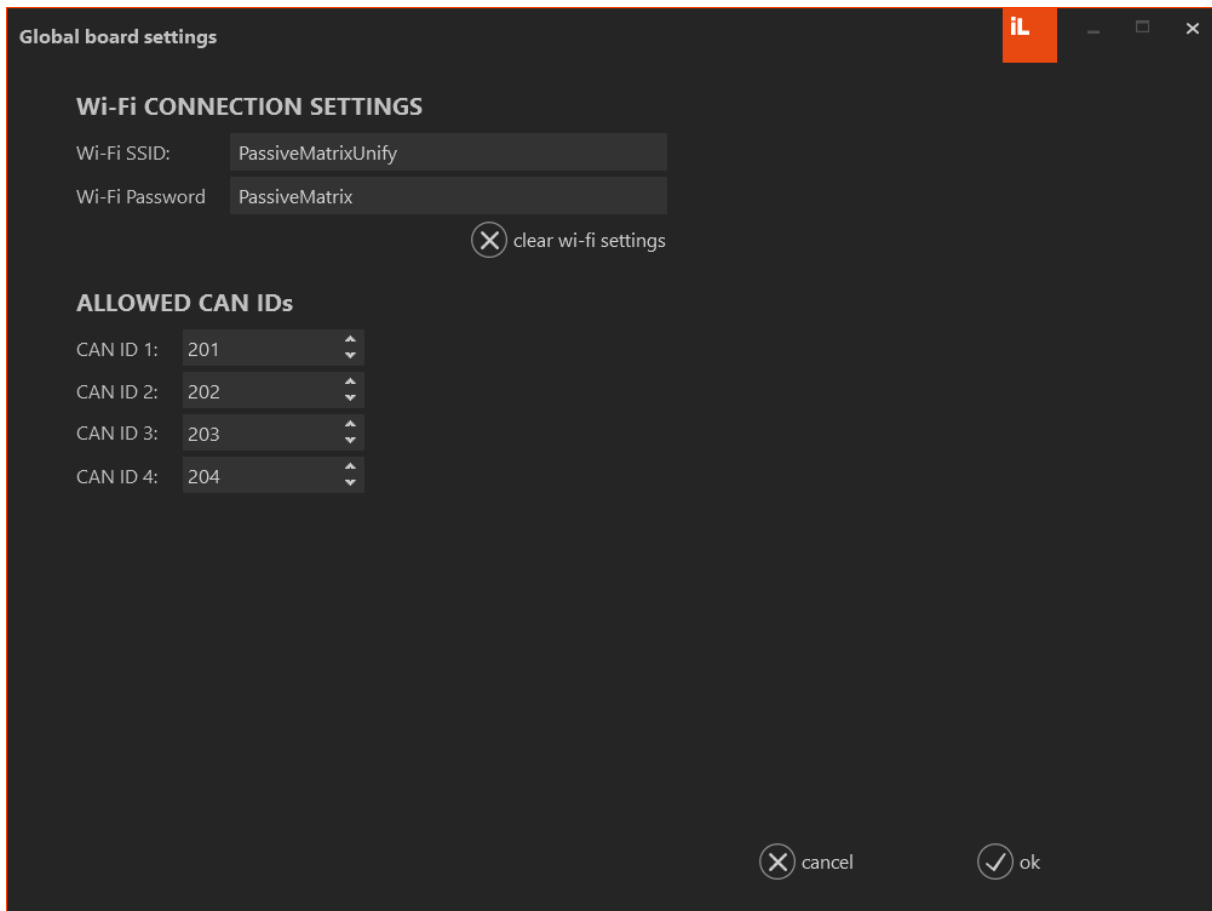 Global board settings
iL
Wi-Fi CONNECTION SETTINGS
Wi-Fi SSID: PassiveMatrixUnify
Wi-Fi Password PassiveMatrix
clear wi-fi settings
ALLOWED CAN IDs
CAN ID 1: 201
CAN ID 2: 202
CAN ID 3: 203
CAN ID 4: 204
cancel ok